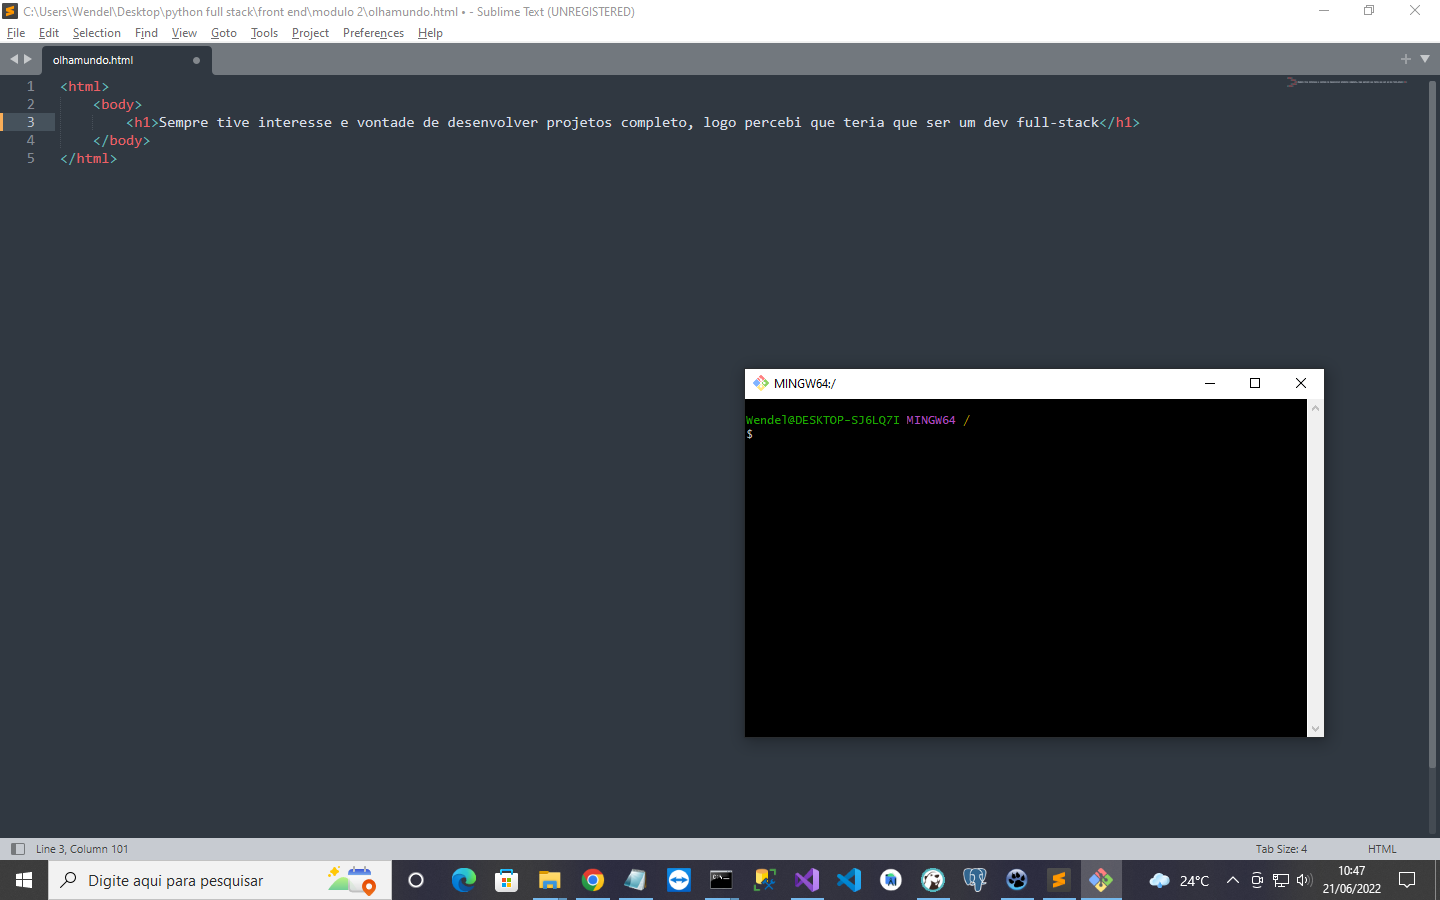 C:\Users\Wendel\Desktop\python full stack\front end\modulo 2\olhamundo.html • - Sublime Text (UNREGISTERED)
File Edit Selection Find View Goto Tools Project Preferences Help
olhamundo.html
1 <html>
2 <body>
3 <h1>Sempre tive interesse e vontade de desenvolver projetos completo, logo percebi que teria que ser um dev full-stack</h1>
4 </body>
5 </html>
MINGW64:/
Wendel@DESKTOP-SJ6LQ7I MINGW64 /
$
Line 3, Column 101
Tab Size: 4
HTML
Digite aqui para pesquisar
24°C
10:47
21/06/2022